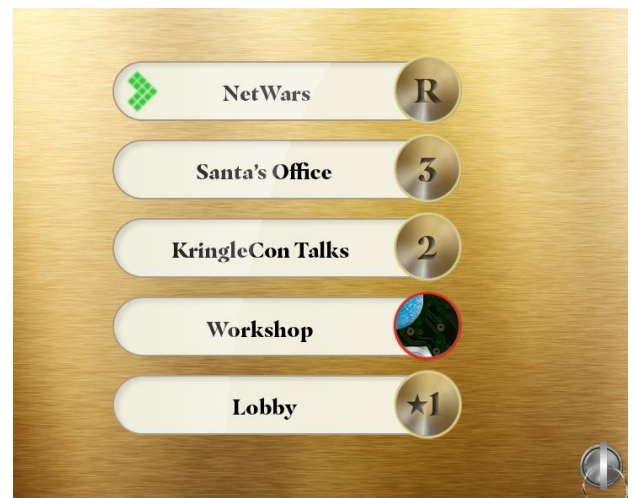 NetWars R
Santa's Office 3
KringleCon Talks 2
Workshop
Lobby ★1